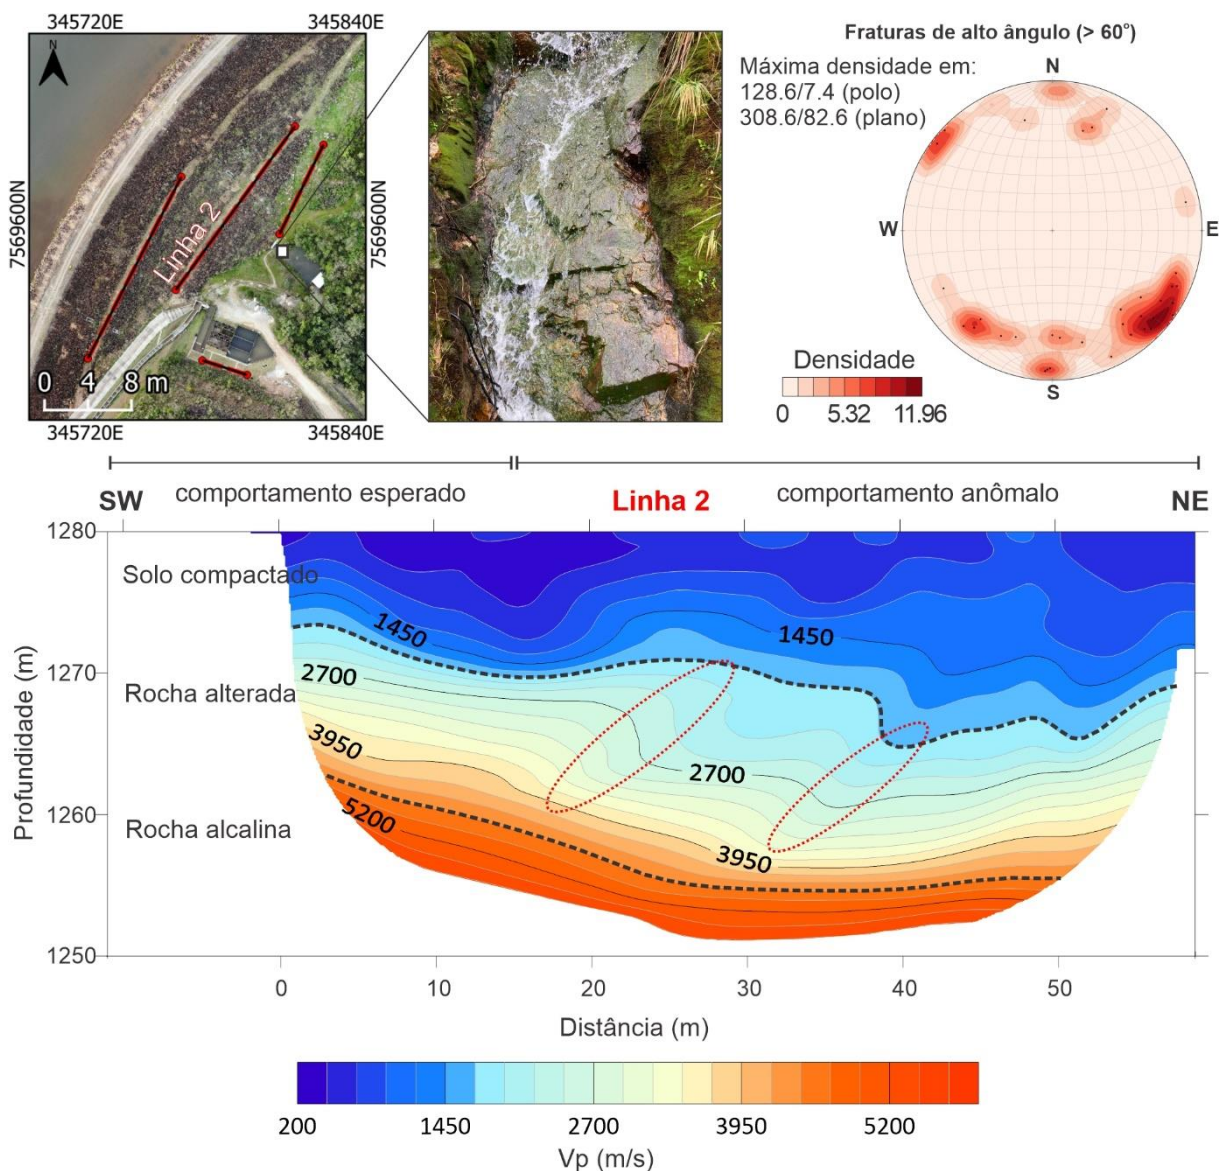 345720E 345840E
N
7569600N
Linha 2
7569600N
0 4 8 m
345720E 345840E
Fraturas de alto ângulo (> 60°)
Máxima densidade em:
128.6/7.4 (polo)
308.6/82.6 (plano)
N
W E
S
Densidade
0 5.32 11.96
SW comportamento esperado Linha 2 comportamento anômalo NE
1280
Solo compactado
1450 1450
1270
Rocha alterada 2700
3950 2700
1260
Rocha alcalina 5200 3950
1250
Profundidade (m)
0 10 20 30 40 50
Distância (m)
200 1450 2700 3950 5200
Vp (m/s)